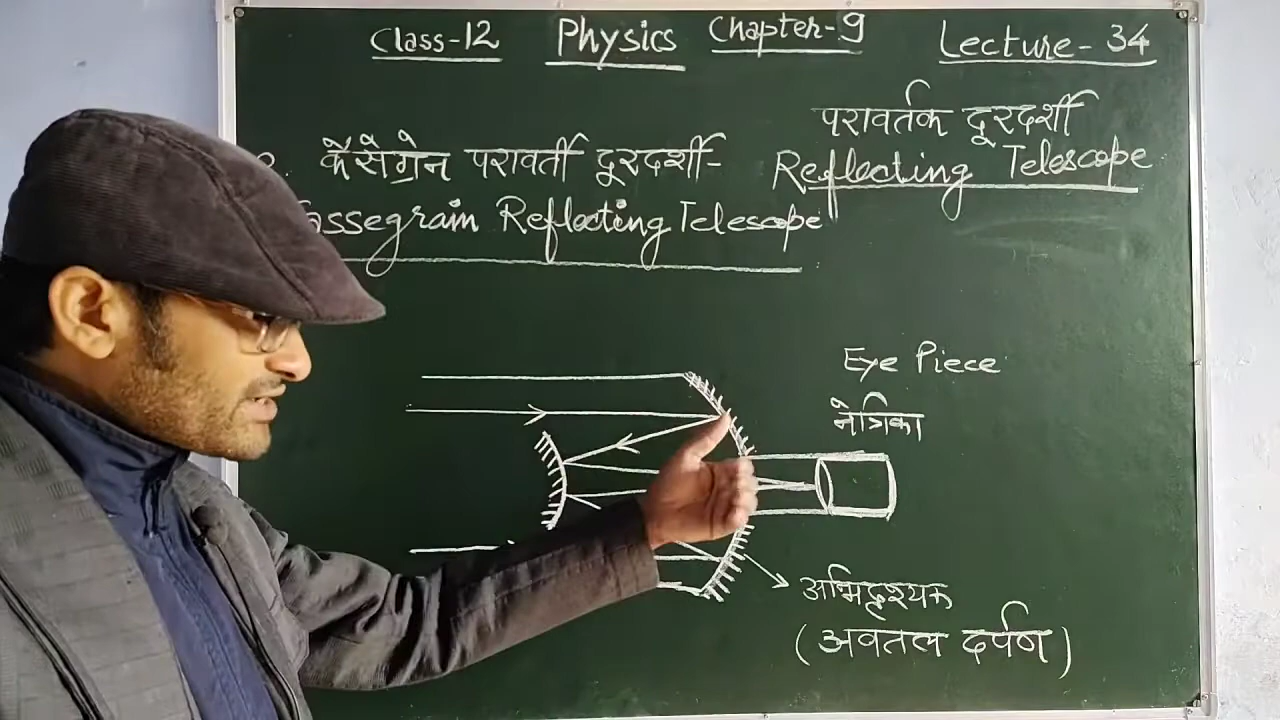 Class-12 Physics Chapter-9 Lecture-34
परावर्तक दूरदर्शी
Reflecting Telescope
कैसेग्रेन परावर्ती दूरदर्शी-
assegrain Reflecting Telescope
Eye Piece
नेत्रिका
अभिदृश्यक
(अवतल दर्पण)